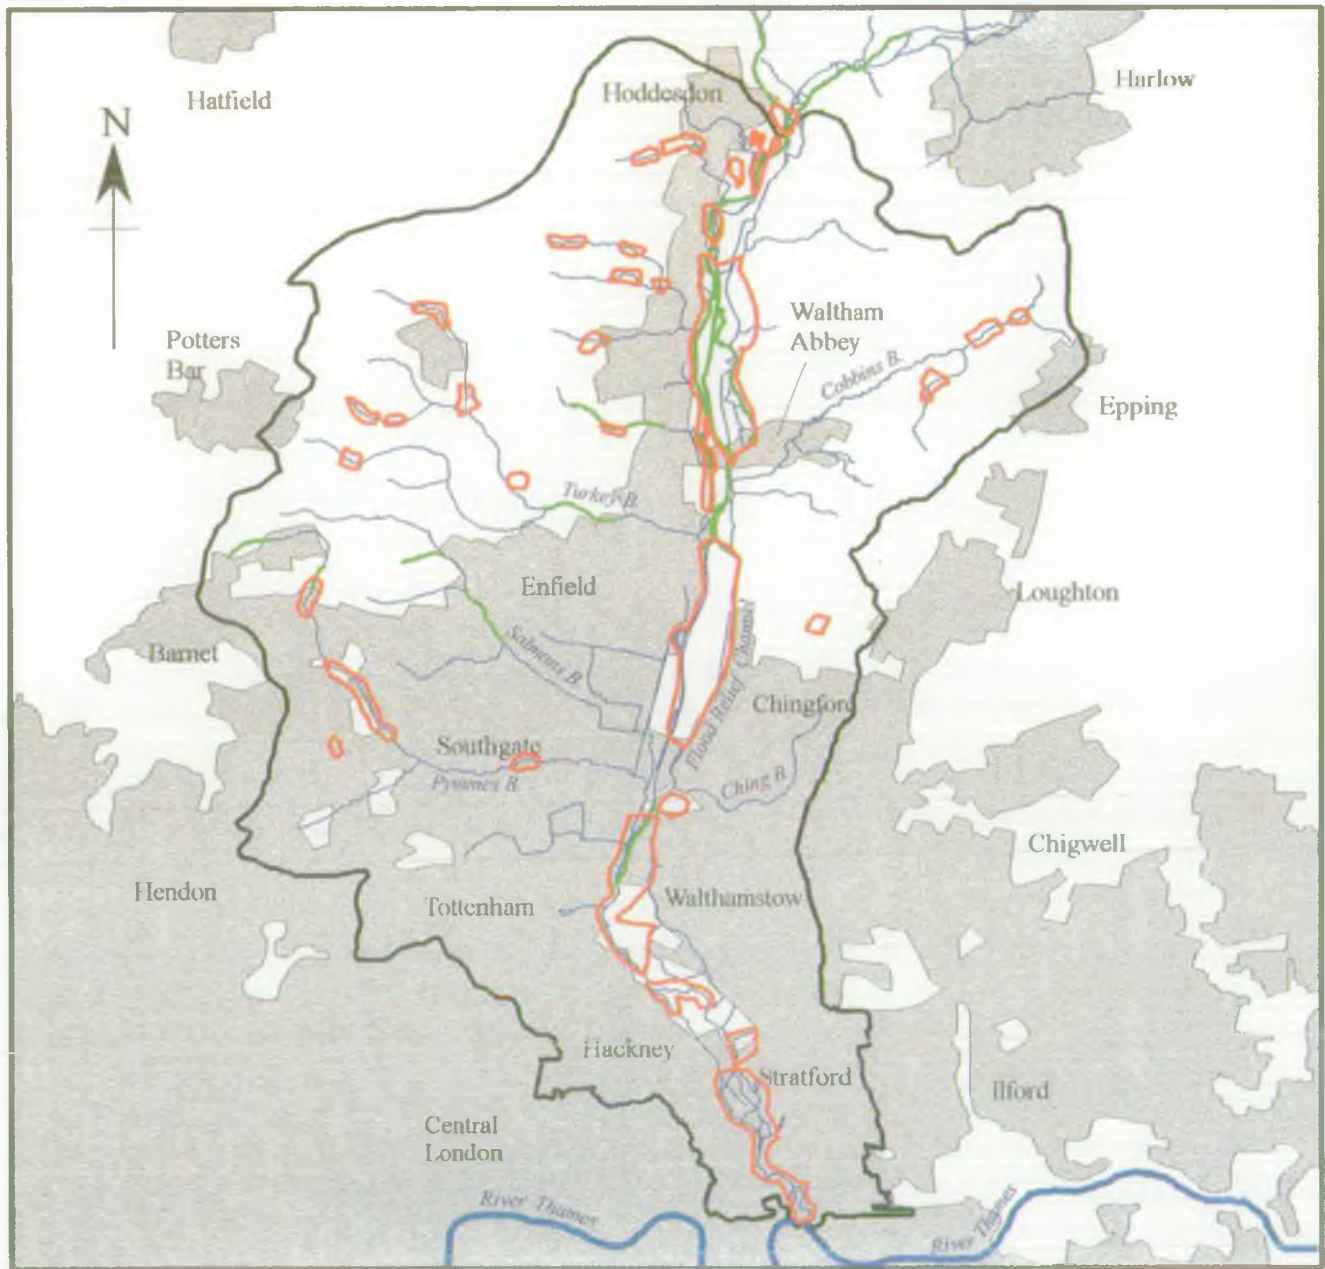 Hatfield
Hoddesdon
Harlow
N
Waltham
Abbey
Potters
Bar
Cobbins B.
Epping
Turkey B.
Enfield
Loughton
Barnet
Salmons B
Flood Relief Channel
Chingford
Southgate
Pymmes B.
Ching B
Chigwell
Hendon
Tottenham
Walthamstow
Hackney
Stratford
Ilford
Central
London
River Thames
River Thames